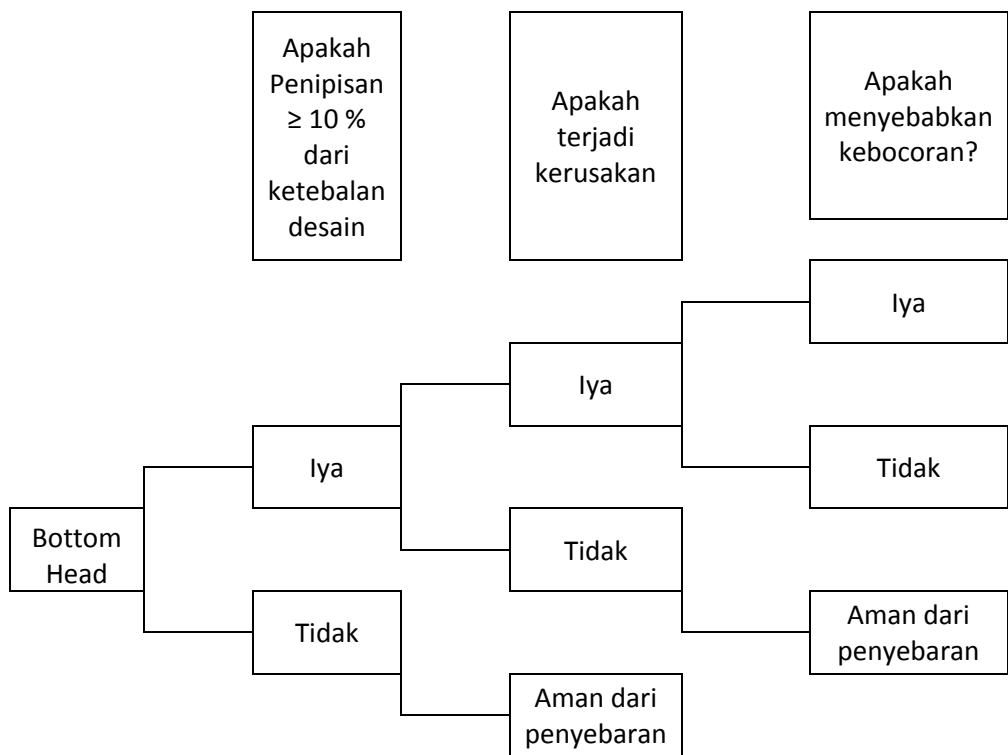 Apakah
Penipisan
≥ 10 %
dari
ketebalan
desain
Apakah
terjadi
kerusakan
Apakah
menyebabkan
kebocoran?
Iya
Iya
Iya
Tidak
Bottom
Head
Tidak
Tidak
Aman dari
penyebaran
Aman dari
penyebaran